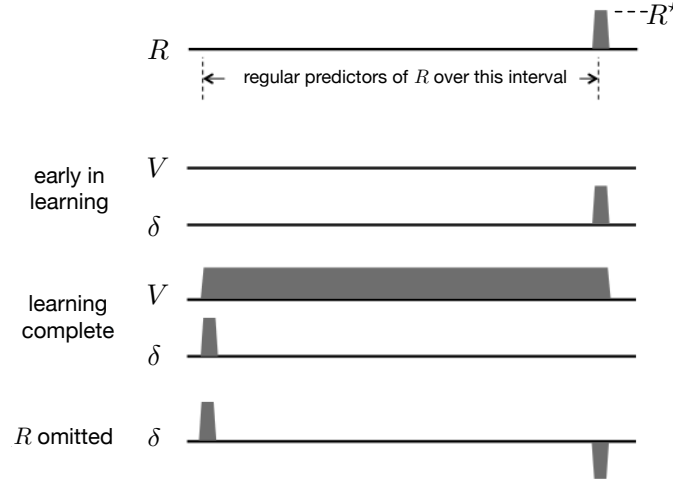 R
R*
regular predictors of R over this interval
early in
learning
V
δ
learning
complete
V
δ
R omitted
δ